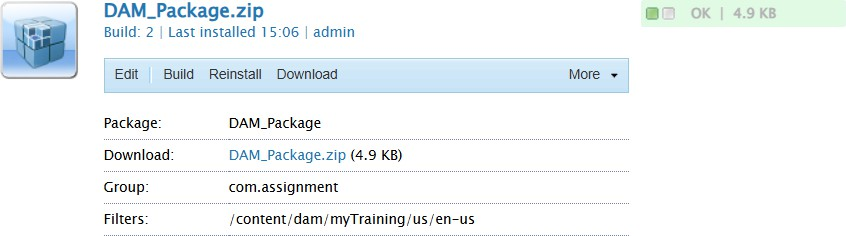 DAM_Package.zip
OK | 4.9 KB
Build: 2 | Last installed 15:06 | admin
Edit Build Reinstall Download More
Package: DAM_Package
Download: DAM_Package.zip (4.9 KB)
Group: com.assignment
Filters: /content/dam/myTraining/us/en-us